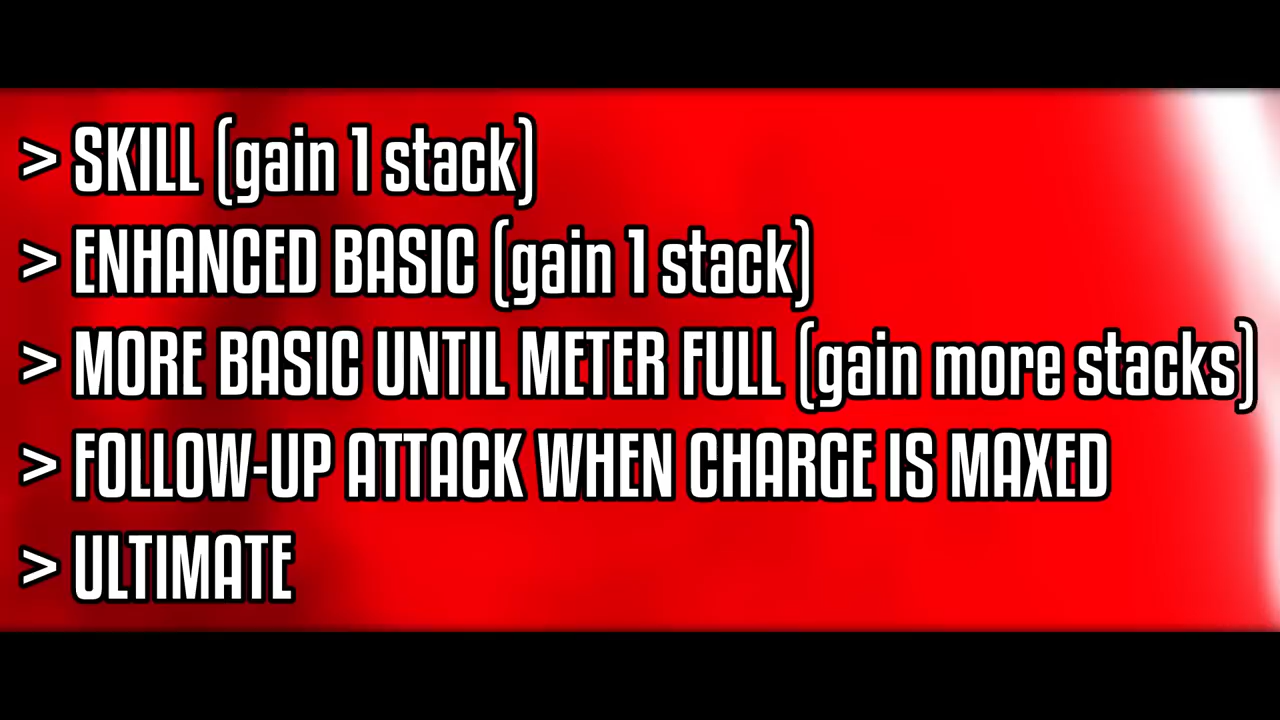 > SKILL (gain 1 stack)
> ENHANCED BASIC (gain 1 stack)
> MORE BASIC UNTIL METER FULL (gain more stacks)
> FOLLOW-UP ATTACK WHEN CHARGE IS MAXED
> ULTIMATE